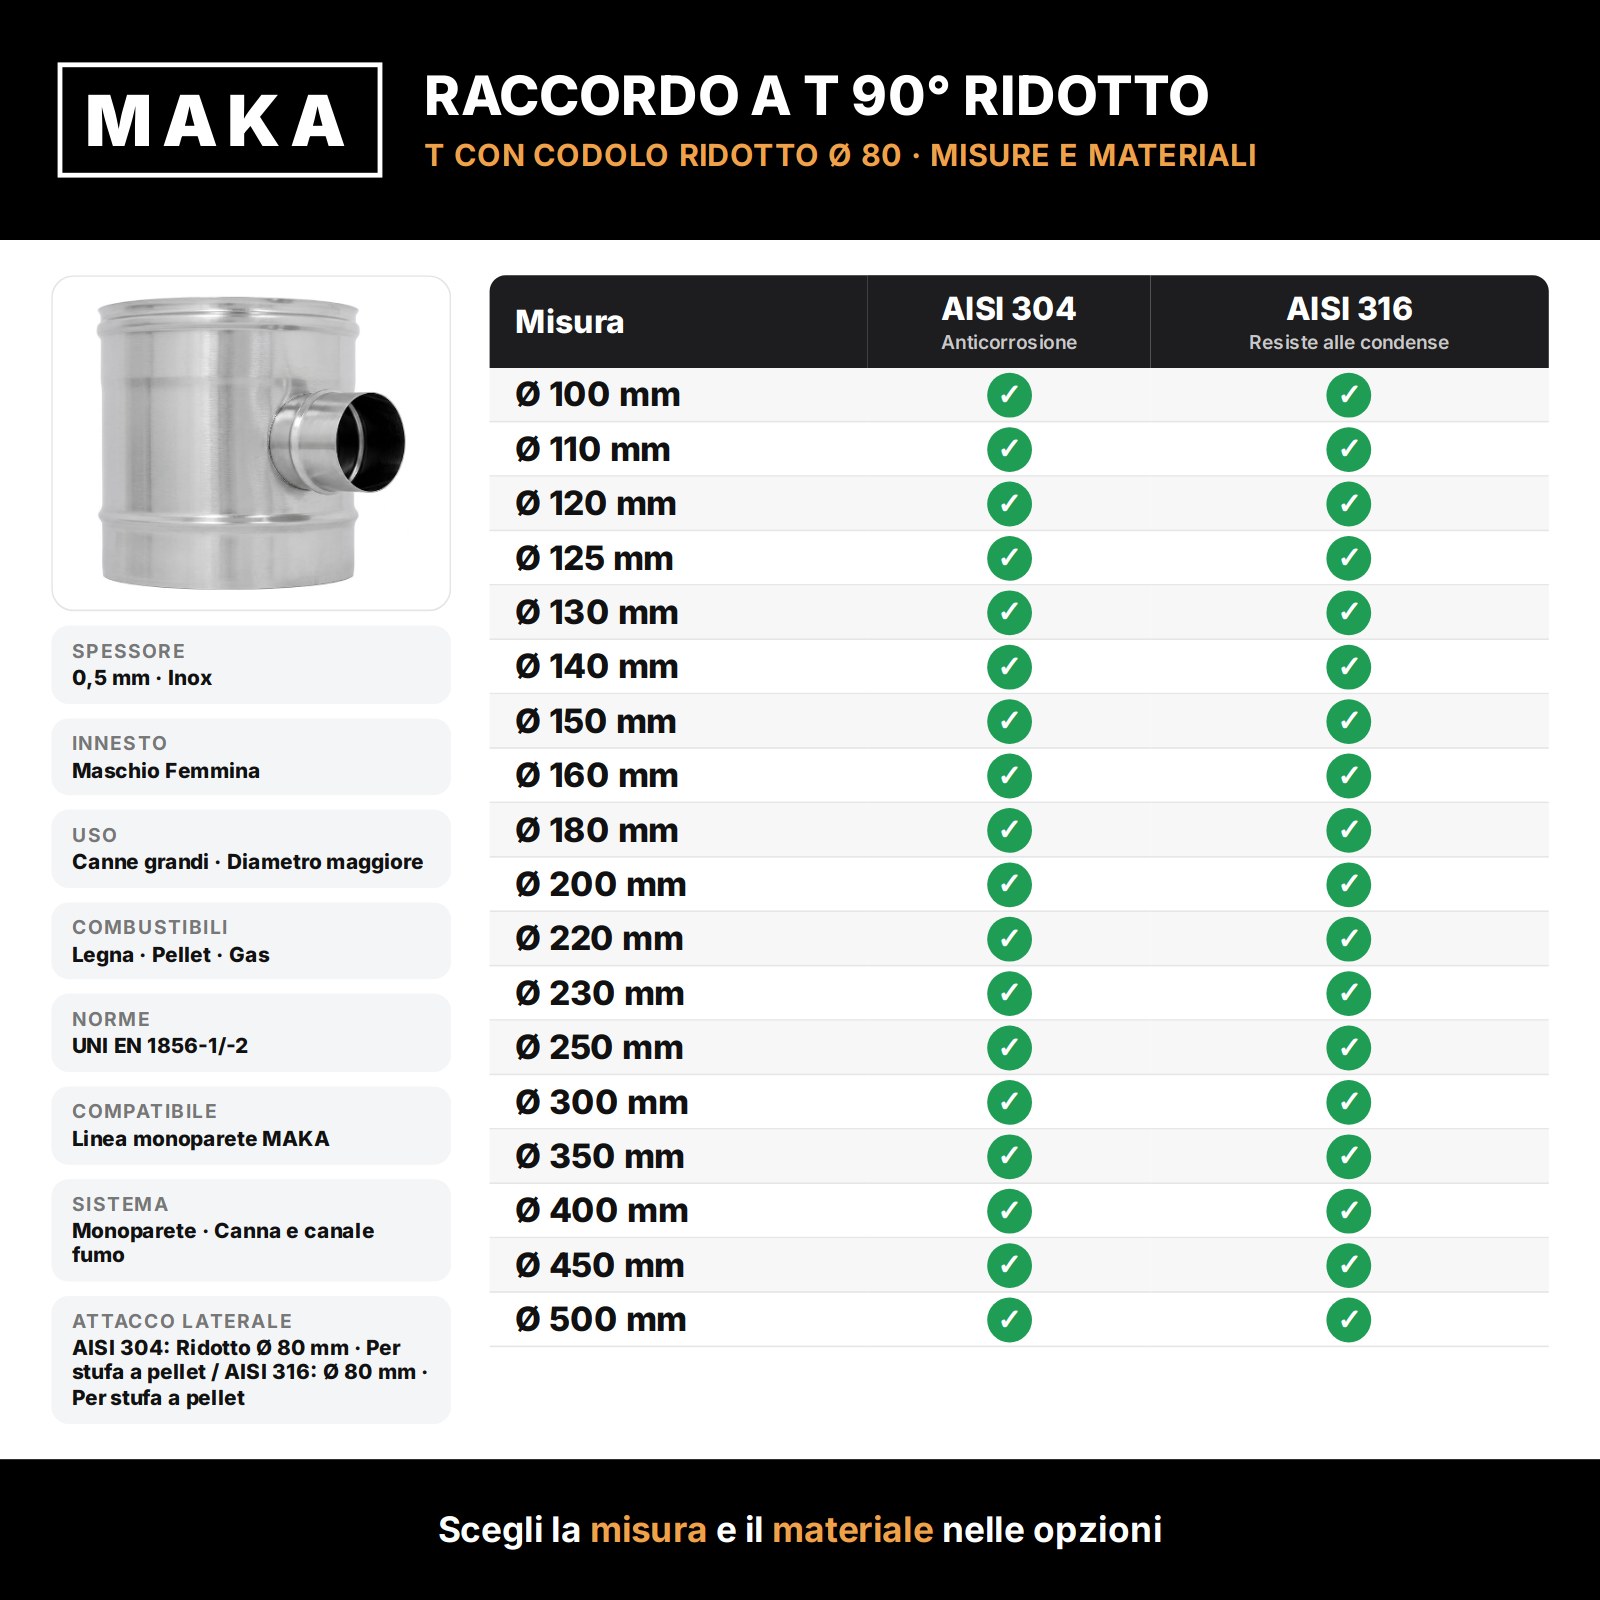 MAKA
RACCORDO A T 90° RIDOTTO
T CON CODOLO RIDOTTO Ø 80 · MISURE E MATERIALI
SPESSORE
0,5 mm · Inox
INNESTO
Maschio Femmina
USO
Canne grandi · Diametro maggiore
COMBUSTIBILI
Legna · Pellet · Gas
NORME
UNI EN 1856-1/-2
COMPATIBILE
Linea monoparete MAKA
SISTEMA
Monoparete · Canna e canale
fumo
ATTACCO LATERALE
AISI 304: Ridotto Ø 80 mm · Per
stufa a pellet / AISI 316: Ø 80 mm ·
Per stufa a pellet
Misura AISI 304 AISI 316
Anticorrosione Resiste alle condense
Ø 100 mm ✓ ✓
Ø 110 mm ✓ ✓
Ø 120 mm ✓ ✓
Ø 125 mm ✓ ✓
Ø 130 mm ✓ ✓
Ø 140 mm ✓ ✓
Ø 150 mm ✓ ✓
Ø 160 mm ✓ ✓
Ø 180 mm ✓ ✓
Ø 200 mm ✓ ✓
Ø 220 mm ✓ ✓
Ø 230 mm ✓ ✓
Ø 250 mm ✓ ✓
Ø 300 mm ✓ ✓
Ø 350 mm ✓ ✓
Ø 400 mm ✓ ✓
Ø 450 mm ✓ ✓
Ø 500 mm ✓ ✓
Scegli la misura e il materiale nelle opzioni